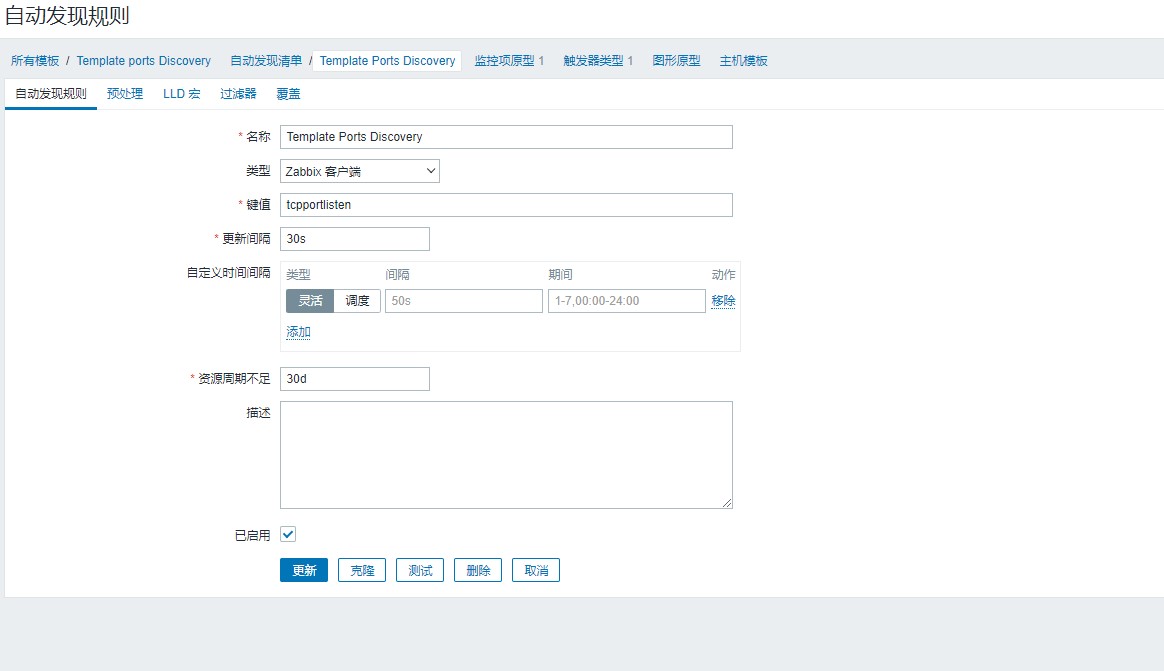 自动发现规则
所有模板 / Template ports Discovery 自动发现清单 / Template Ports Discovery 监控项原型 1 触发器类型 1 图形原型 主机模板
自动发现规则 预处理 LLD 宏 过滤器 覆盖
* 名称 Template Ports Discovery
类型 Zabbix 客户端
* 键值 tcpportlisten
* 更新间隔 30s
自定义时间间隔 类型 间隔 期间 动作
灵活 调度 50s 1-7,00:00-24:00 移除
添加
* 资源周期不足 30d
描述
已启用
更新 克隆 测试 删除 取消